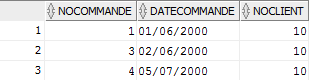 NOCOMMANDE DATECOMMANDE NOCLIENT
1 1 01/06/2000 10
2 3 02/06/2000 10
3 4 05/07/2000 10